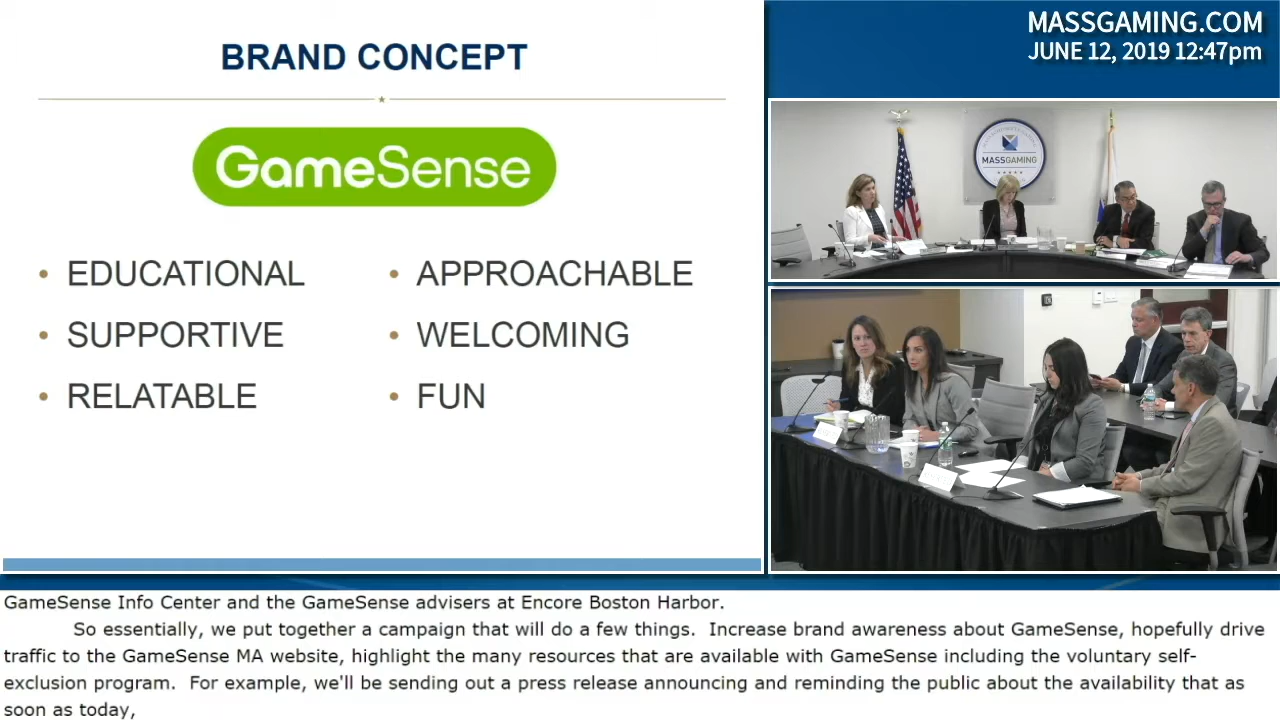 BRAND CONCEPT
GameSense
• EDUCATIONAL
• SUPPORTIVE
• RELATABLE
• APPROACHABLE
• WELCOMING
• FUN
MASSGAMING.COM
JUNE 12, 2019 12:47pm
MASSGAMING
GameSense Info Center and the GameSense advisers at Encore Boston Harbor.
So essentially, we put together a campaign that will do a few things. Increase brand awareness about GameSense, hopefully drive
traffic to the GameSense MA website, highlight the many resources that are available with GameSense including the voluntary self-
exclusion program. For example, we'll be sending out a press release announcing and reminding the public about the availability that as
soon as today,